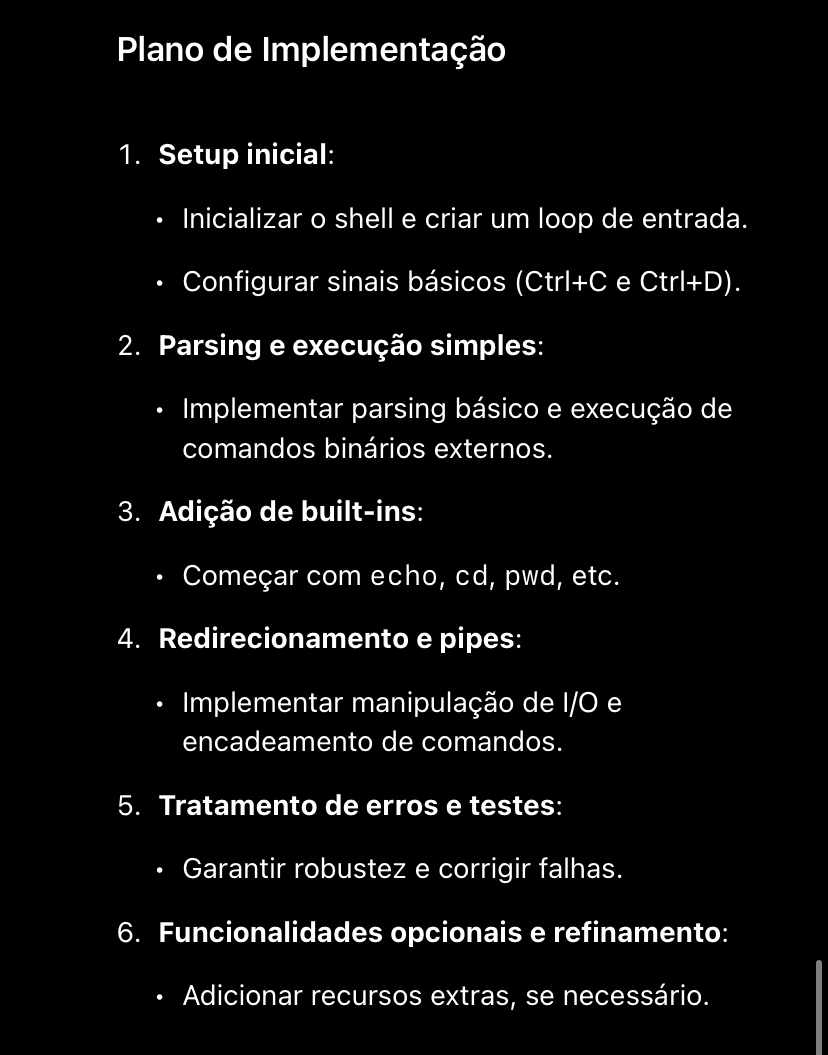 Plano de Implementação
1. Setup inicial:
• Inicializar o shell e criar um loop de entrada.
• Configurar sinais básicos (Ctrl+C e Ctrl+D).
2. Parsing e execução simples:
• Implementar parsing básico e execução de
comandos binários externos.
3. Adição de built-ins:
• Começar com echo, cd, pwd, etc.
4. Redirecionamento e pipes:
• Implementar manipulação de I/O e
encadeamento de comandos.
5. Tratamento de erros e testes:
• Garantir robustez e corrigir falhas.
6. Funcionalidades opcionais e refinamento:
• Adicionar recursos extras, se necessário.